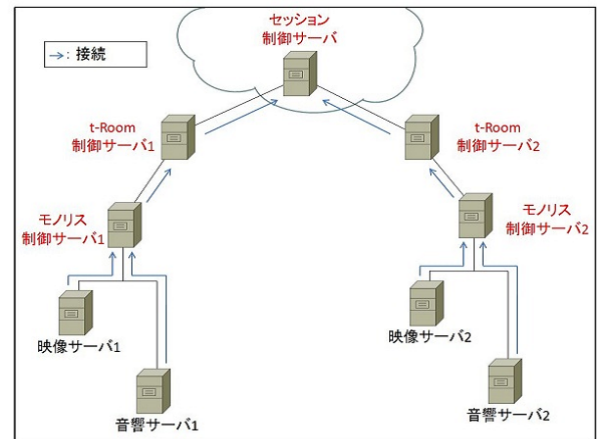 セッション
制御サーバ
→: 接続
t-Room
制御サーバ1
t-Room
制御サーバ2
モノリス
制御サーバ1
モノリス
制御サーバ2
映像サーバ1
映像サーバ2
音響サーバ1
音響サーバ2